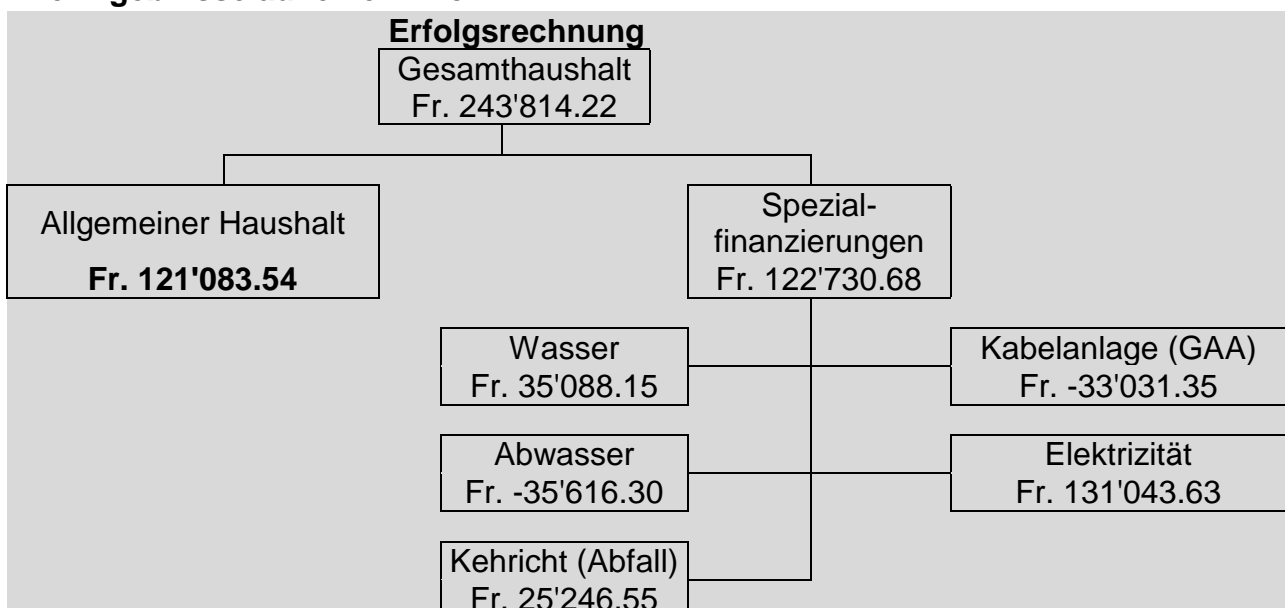 Erfolgsrechnung
Gesamthaushalt
Fr. 243'814.22
Allgemeiner Haushalt
Fr. 121'083.54
Spezial-
finanzierungen
Fr. 122'730.68
Wasser
Fr. 35'088.15
Kabelanlage (GAA)
Fr. -33'031.35
Abwasser
Fr. -35'616.30
Elektrizität
Fr. 131'043.63
Kehricht (Abfall)
Fr. 25'246.55